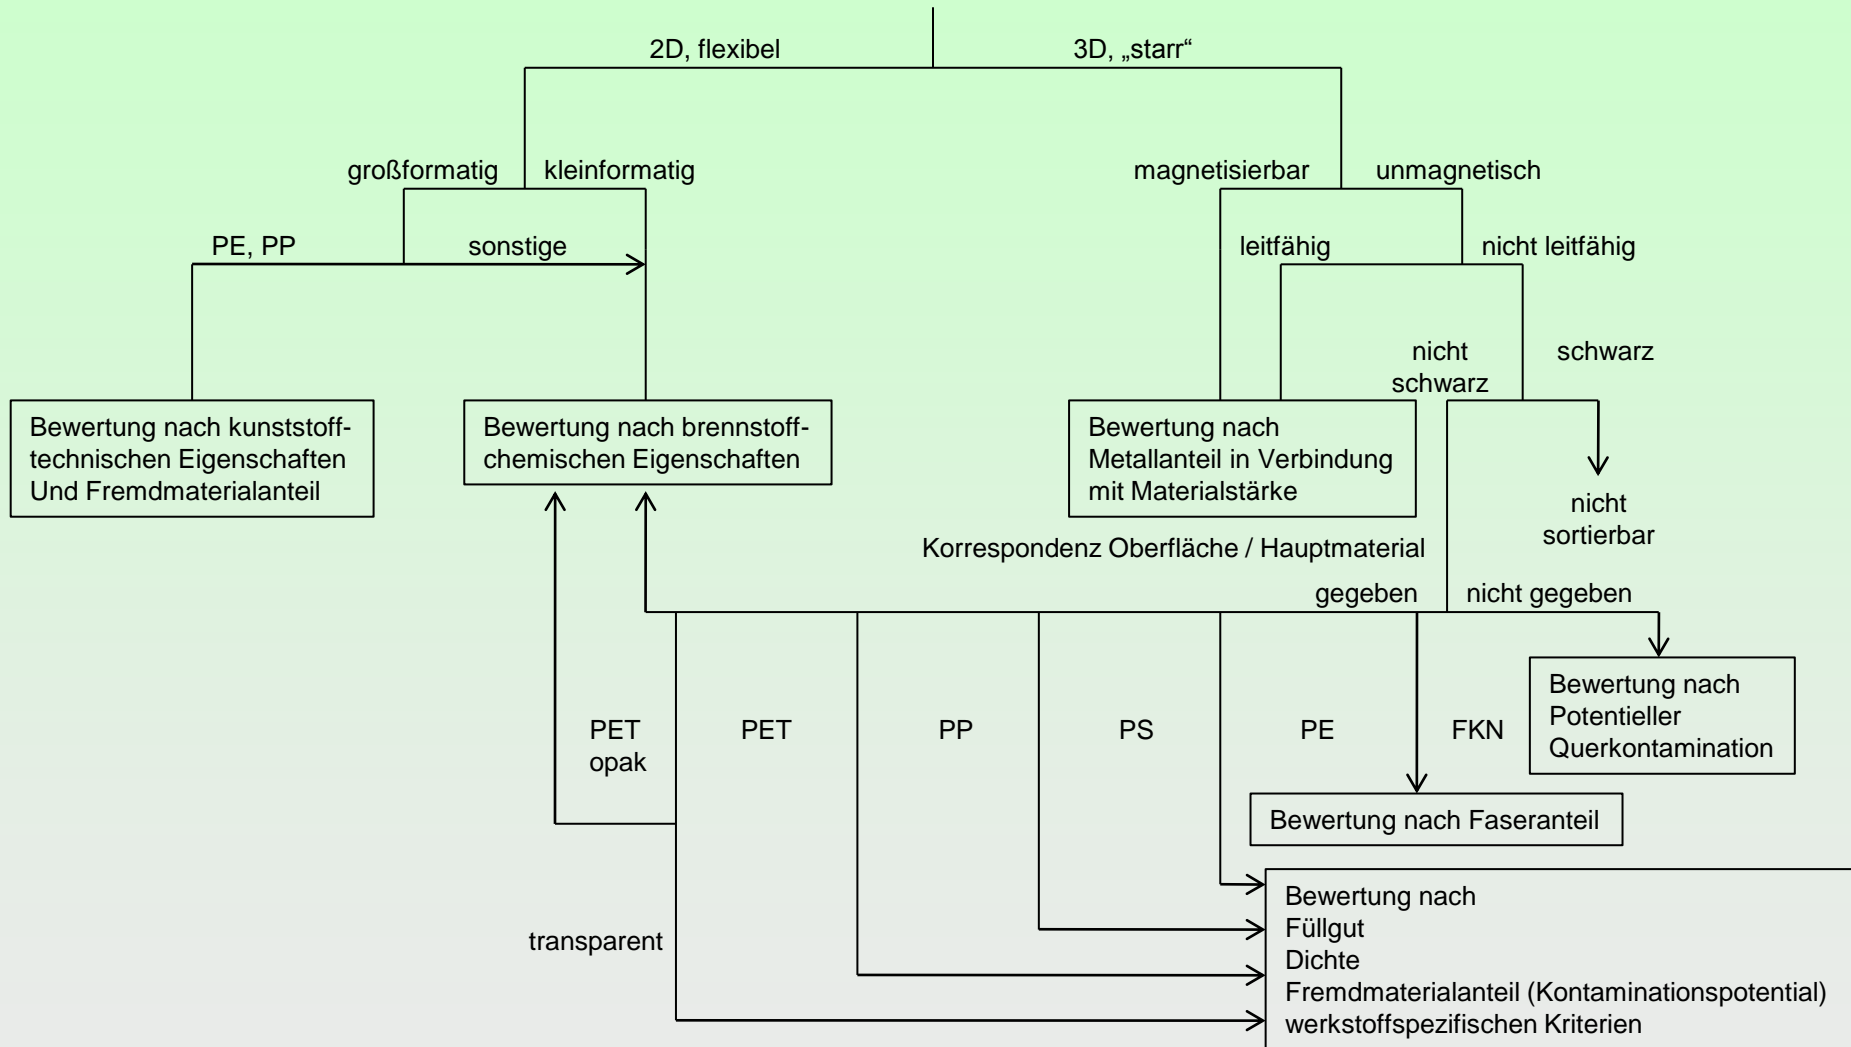 2D, flexibel
3D, „starr“
großformatig
kleinformatig
magnetisierbar
unmagnetisch
PE, PP
sonstige
leitfähig
nicht leitfähig
nicht
schwarz
schwarz
Bewertung nach kunststoff-
technischen Eigenschaften
Und Fremdmaterialanteil
Bewertung nach brennstoff-
chemischen Eigenschaften
Bewertung nach
Metallanteil in Verbindung
mit Materialstärke
nicht
sortierbar
Korrespondenz Oberfläche / Hauptmaterial
gegeben
nicht gegeben
PET
opak
PET
PP
PS
PE
FKN
Bewertung nach
Potentieller
Querkontamination
Bewertung nach Faseranteil
transparent
Bewertung nach
Füllgut
Dichte
Fremdmaterialanteil (Kontaminationspotential)
werkstoffspezifischen Kriterien